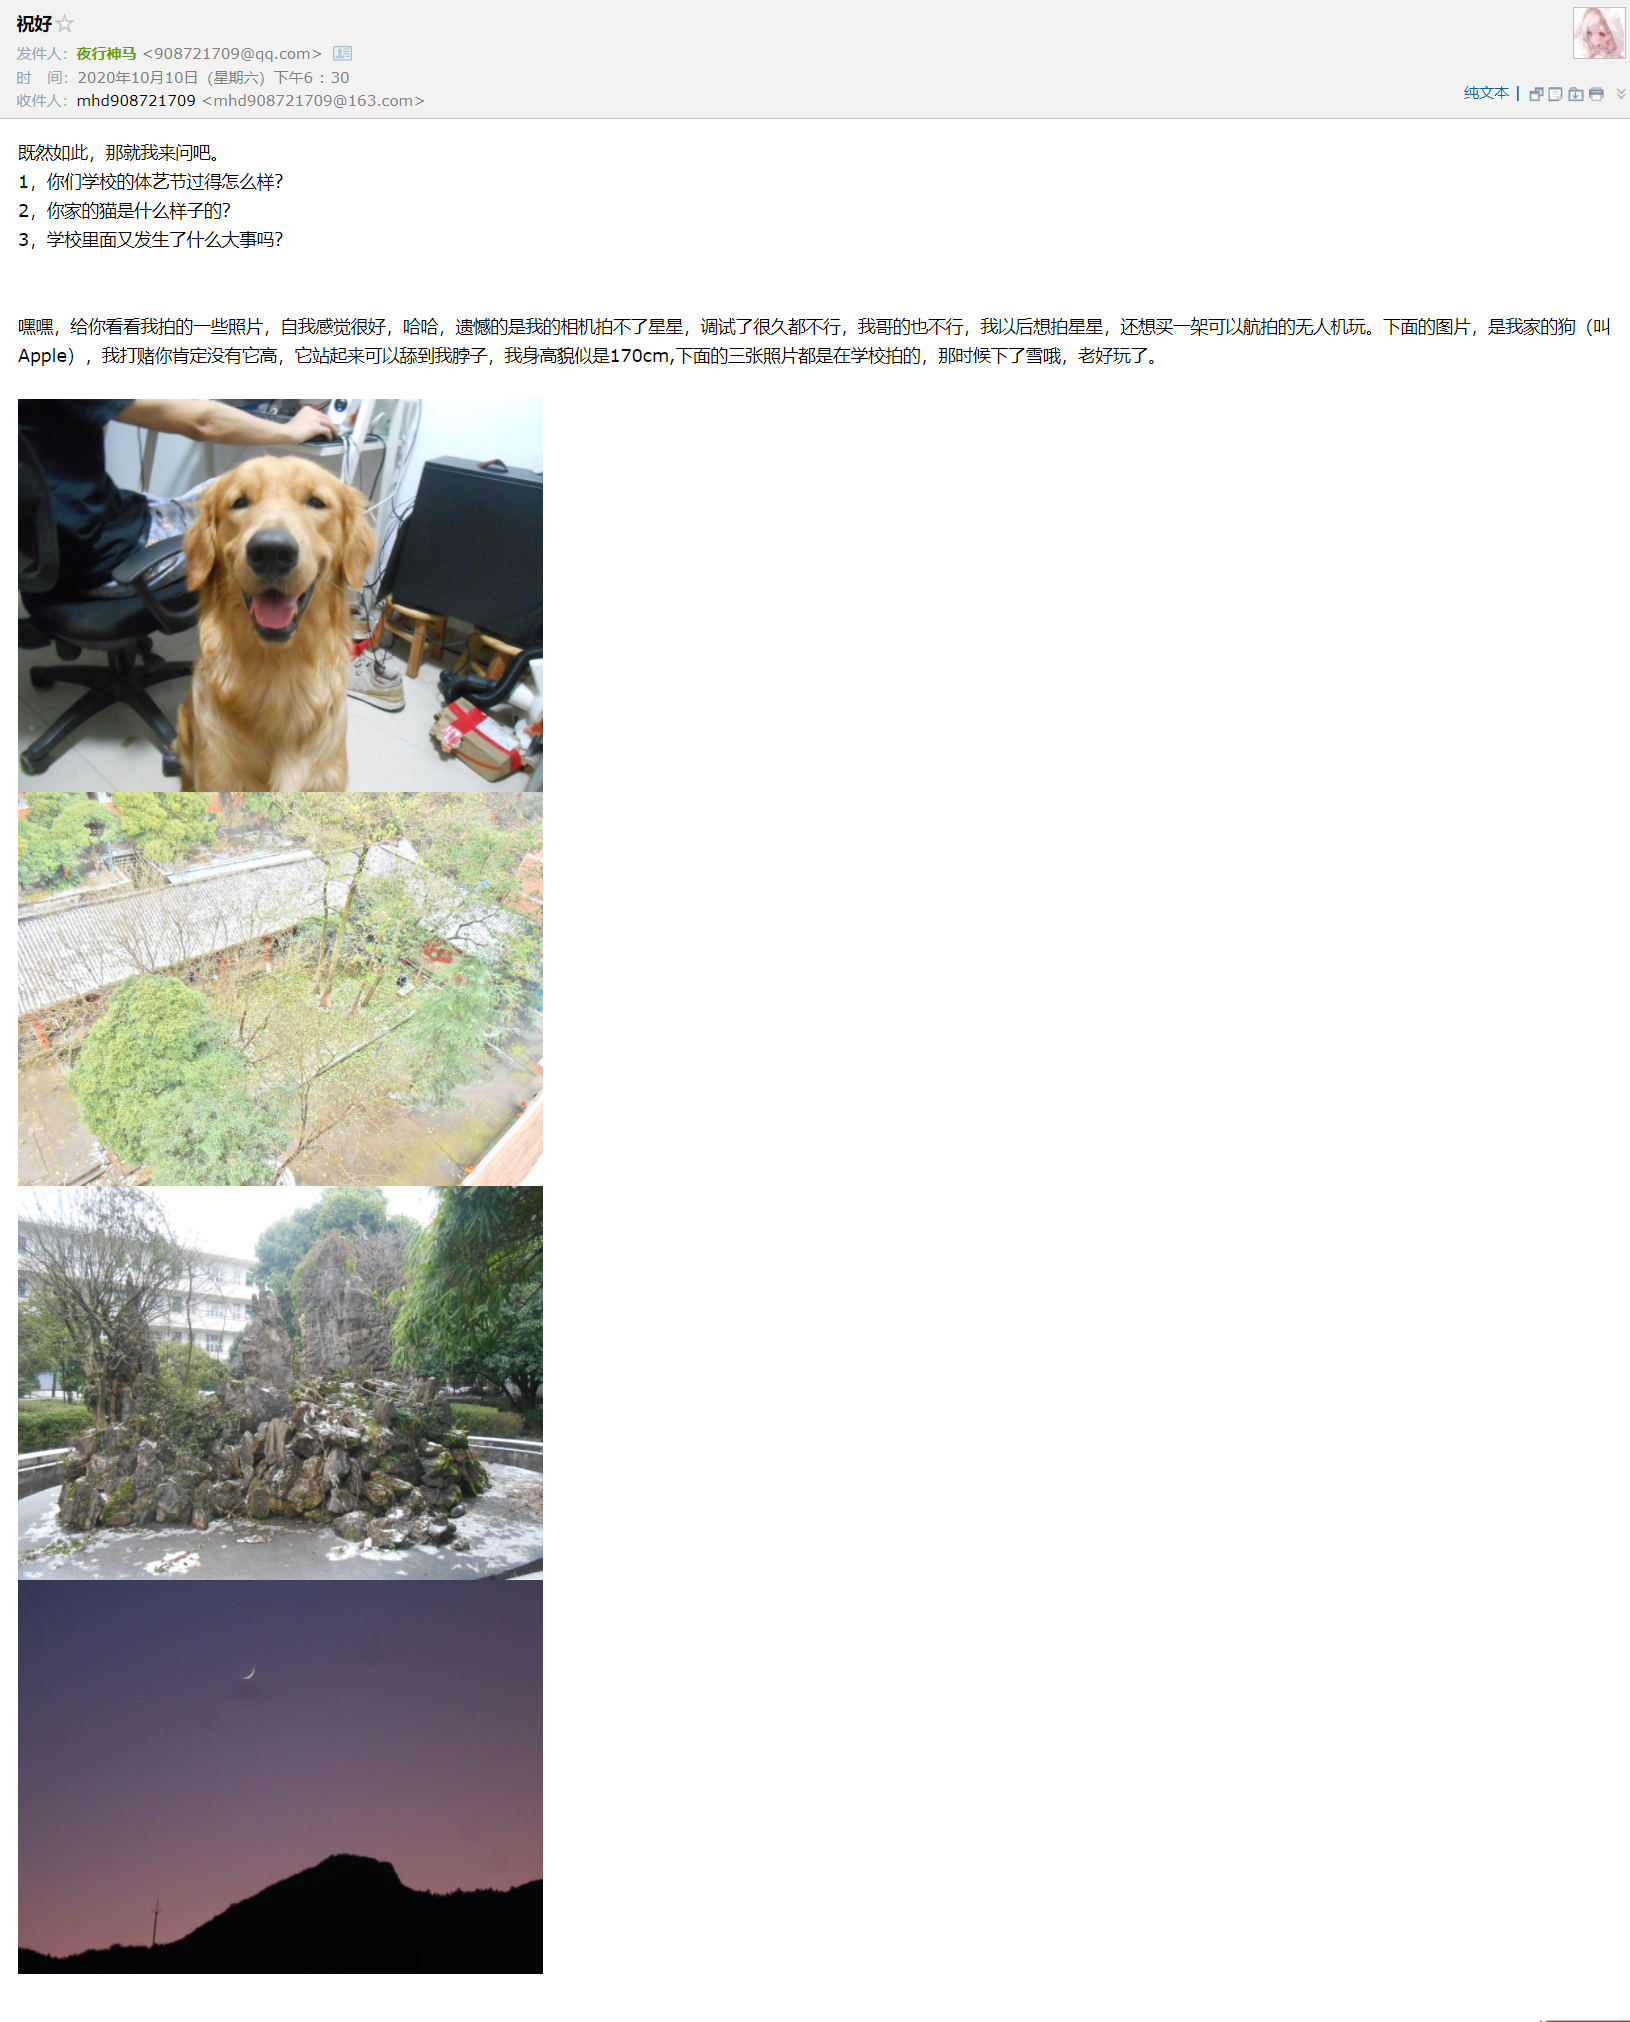 祝好
发件人：夜行神马 <908721709@qq.com>
时　间：2020年10月10日（星期六）下午6：30
收件人：mhd908721709 <mhd908721709@163.com>
纯文本 |
既然如此，那就我来问吧。
1，你们学校的体艺节过得怎么样？
2，你家的猫是什么样子的？
3，学校里面又发生了什么大事吗？
嘿嘿，给你看看我拍的一些照片，自我感觉很好，哈哈，遗憾的是我的相机拍不了星星，调试了很久都不行，我哥的也不行，我以后想拍星星，还想买一架可以航拍的无人机玩。下面的图片，是我家的狗（叫
Apple），我打赌你肯定没有它高，它站起来可以舔到我脖子，我身高貌似是170cm,下面的三张照片都是在学校拍的，那时候下了雪哦，老好玩了。